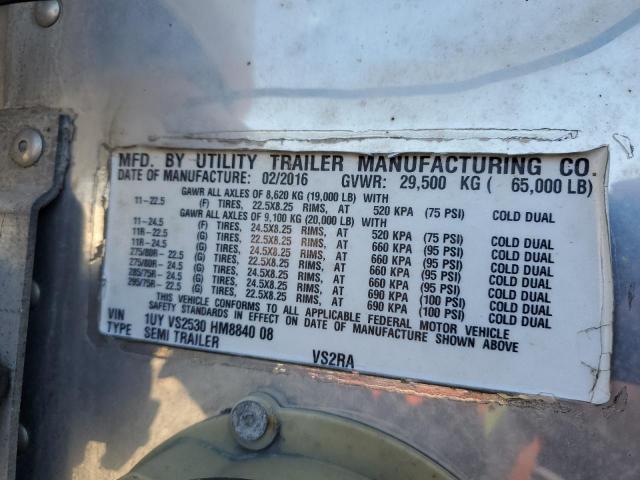 MFD. BY UTILITY TRAILER MANUFACTURING CO.
DATE OF MANUFACTURE: 02/2016 GVWR: 29,500 KG ( 65,000 LB)
GAWR ALL AXLES OF 8,620 KG (19,000 LB) WITH
11-22.5 (F) TIRES, 22.5X8.25 RIMS, AT 520 KPA (75 PSI) COLD DUAL
GAWR ALL AXLES OF 9,100 KG (20,000 LB) WITH
11-24.5 (F) TIRES, 24.5X8.25 RIMS, AT 520 KPA (75 PSI) COLD DUAL
11R-22.5 (G) TIRES, 22.5X8.25 RIMS, AT 660 KPA (95 PSI) COLD DUAL
11R-24.5 (G) TIRES, 24.5X8.25 RIMS, AT 660 KPA (95 PSI) COLD DUAL
275/80R-22.5 (G) TIRES, 22.5X8.25 RIMS, AT 660 KPA (95 PSI) COLD DUAL
275/80R-24.5 (G) TIRES, 24.5X8.25 RIMS, AT 660 KPA (95 PSI) COLD DUAL
285/75R-24.5 (G) TIRES, 24.5X8.25 RIMS, AT 690 KPA (100 PSI) COLD DUAL
295/75R-22.5 (G) TIRES, 22.5X8.25 RIMS, AT 690 KPA (100 PSI) COLD DUAL
THIS VEHICLE CONFORMS TO ALL APPLICABLE FEDERAL MOTOR VEHICLE
SAFETY STANDARDS IN EFFECT ON DATE OF MANUFACTURE SHOWN ABOVE
VIN 1UY VS2530 HM8840 08
TYPE SEMI TRAILER VS2RA